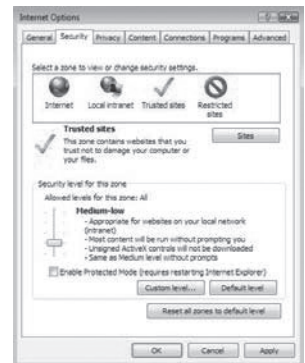 Internet Options
General Security Privacy Content Connections Programs Advanced
Select a zone to view or change security settings.
Internet Local intranet Trusted sites Restricted sites
Trusted sites
This zone contains websites that you
trust not to damage your computer or
your files.
Sites
Security level for this zone
Allowed levels for this zone: All
Medium-low
- Appropriate for websites on your local network
(intranet)
- Most content will be run without prompting you
- Unsigned ActiveX controls will not be downloaded
- Same as Medium level without prompts
Enable Protected Mode (requires restarting Internet Explorer)
Custom level... Default level
Reset all zones to default level
OK Cancel Apply